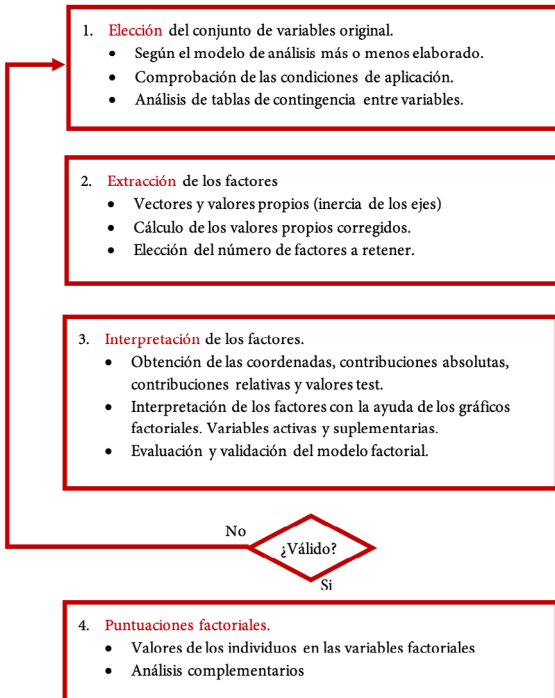 1. Elección del conjunto de variables original.
• Según el modelo de análisis más o menos elaborado.
• Comprobación de las condiciones de aplicación.
• Análisis de tablas de contingencia entre variables.
2. Extracción de los factores
• Vectores y valores propios (inercia de los ejes)
• Cálculo de los valores propios corregidos.
• Elección del número de factores a retener.
3. Interpretación de los factores.
• Obtención de las coordenadas, contribuciones absolutas,
contribuciones relativas y valores test.
• Interpretación de los factores con la ayuda de los gráficos
factoriales. Variables activas y suplementarias.
• Evaluación y validación del modelo factorial.
No
¿Válido?
Si
4. Puntuaciones factoriales.
• Valores de los individuos en las variables factoriales
• Análisis complementarios